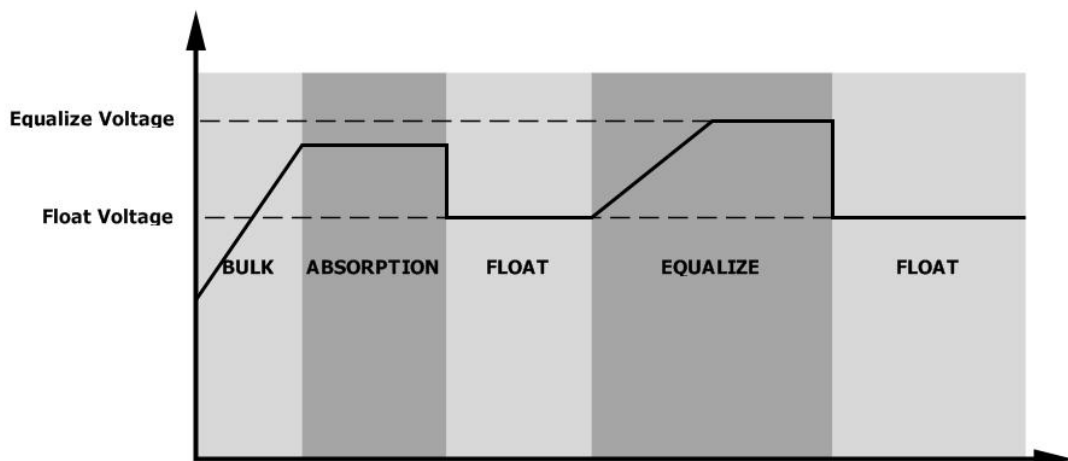 Equalize Voltage
Float Voltage
BULK ABSORPTION FLOAT EQUALIZE FLOAT